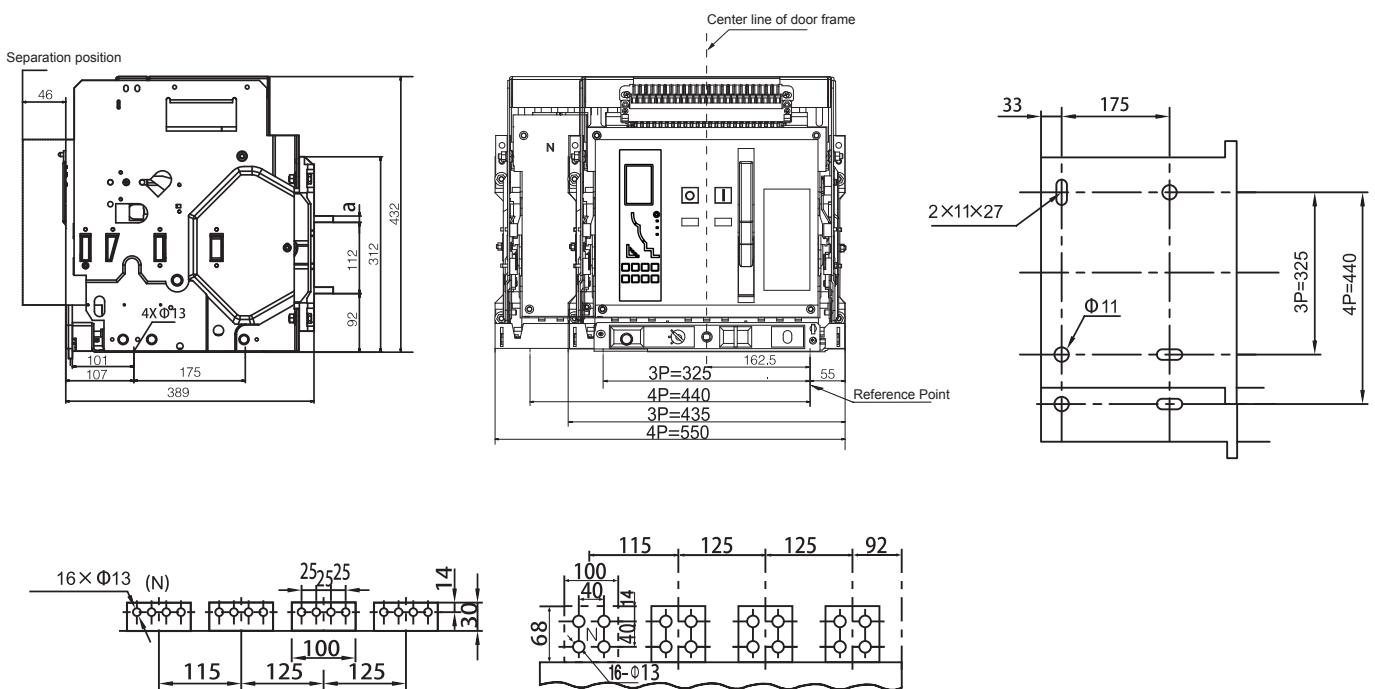 Center line of door frame
Separation position
46
N
a
432
112
312
92
4XΦ13
101
107
175
389
162.5
3P=325
55
4P=440
Reference Point
3P=435
4P=550
33
175
2×11×27
Φ11
3P=325
4P=440
16×Φ13
(N)
25
25
25
14
30
100
115
125
125
115
125
125
92
100
40
14
68
N
40
16-Φ13